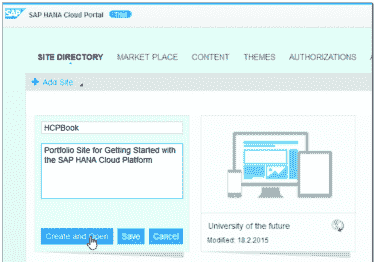 SAP SAP HANA Cloud Portal Trial
SITE DIRECTORY MARKET PLACE CONTENT THEMES AUTHORIZATIONS
Add Site
HCPBook
Portfolio Site for Getting Started with
the SAP HANA Cloud Platform
Create and Open Save Cancel
University of the future
Modified: 18.2.2015